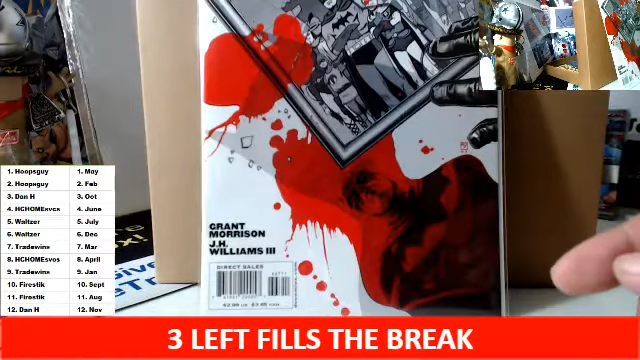 1. Hoopsguy 1. May
2. Hoopsguy 2. Feb
3. Dan H 3. Oct
4. HCHOMEsvcs 4. June
5. Waltzer 5. July
6. Waltzer 6. Dec
7. Tradewins 7. Mar
8. HCHOMEsvcs 8. April
9. Tradewins 9. Jan
10. Firestik 10. Sept
11. Firestik 11. Aug
12. Dan H 12. Nov
GRANT
MORRISON
J.H.
WILLIAMS III
DIRECT SALES
3 LEFT FILLS THE BREAK